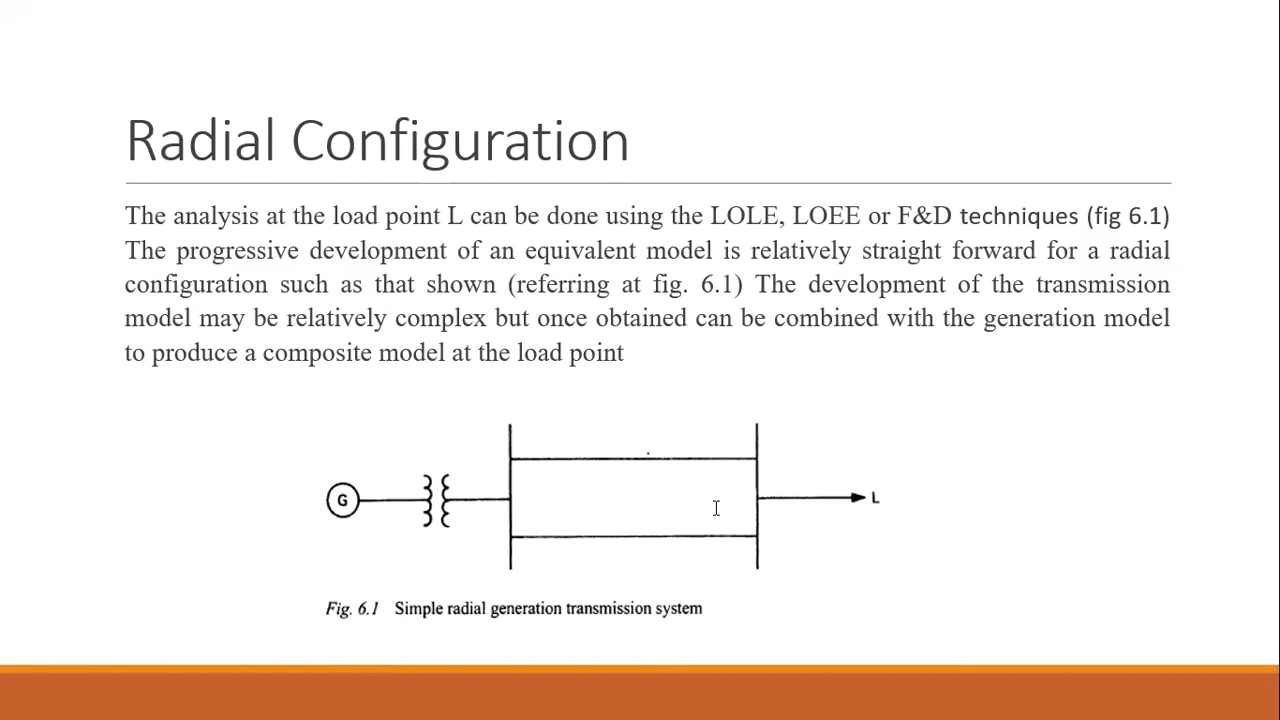 Radial Configuration
The analysis at the load point L can be done using the LOLE, LOEE or F&D techniques (fig 6.1)
The progressive development of an equivalent model is relatively straight forward for a radial
configuration such as that shown (referring at fig. 6.1) The development of the transmission
model may be relatively complex but once obtained can be combined with the generation model
to produce a composite model at the load point
G
L
Fig. 6.1 Simple radial generation transmission system